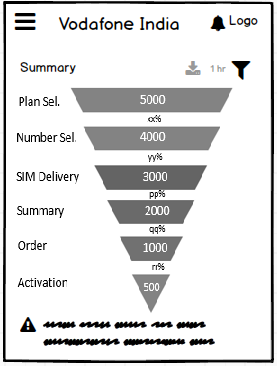 Vodafone India
Logo
Summary
1 hr
Plan Sel.
5000
xx%
Number Sel.
4000
yy%
SIM Delivery
3000
pp%
Summary
2000
qq%
Order
1000
rr%
Activation
500